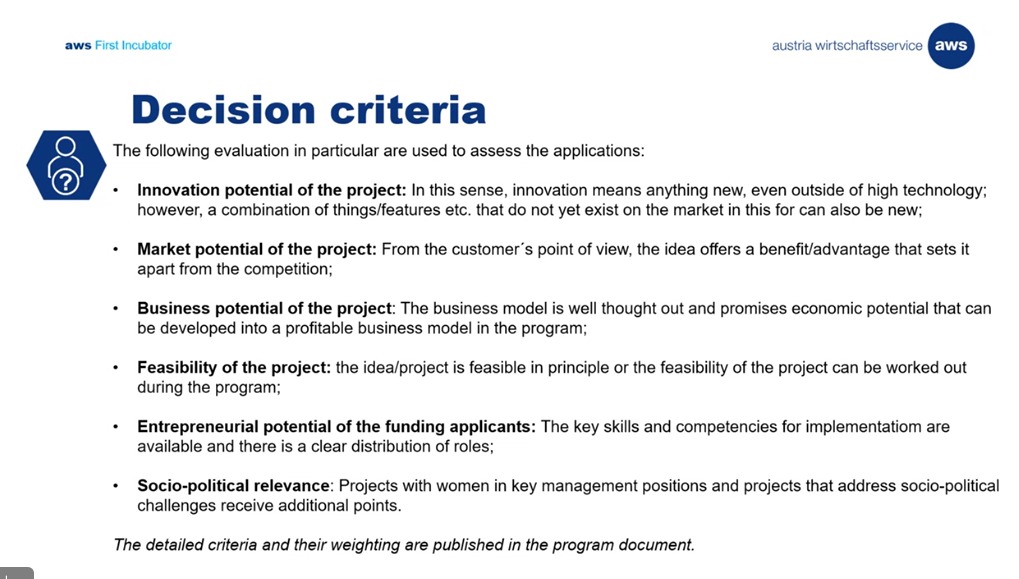 aws First Incubator
austria wirtschaftsservice aws
Decision criteria
?
The following evaluation in particular are used to assess the applications:
• Innovation potential of the project: In this sense, innovation means anything new, even outside of high technology;
however, a combination of things/features etc. that do not yet exist on the market in this for can also be new;
• Market potential of the project: From the customer´s point of view, the idea offers a benefit/advantage that sets it
apart from the competition;
• Business potential of the project: The business model is well thought out and promises economic potential that can
be developed into a profitable business model in the program;
• Feasibility of the project: the idea/project is feasible in principle or the feasibility of the project can be worked out
during the program;
• Entrepreneurial potential of the funding applicants: The key skills and competencies for implementatiom are
available and there is a clear distribution of roles;
• Socio-political relevance: Projects with women in key management positions and projects that address socio-political
challenges receive additional points.
The detailed criteria and their weighting are published in the program document.